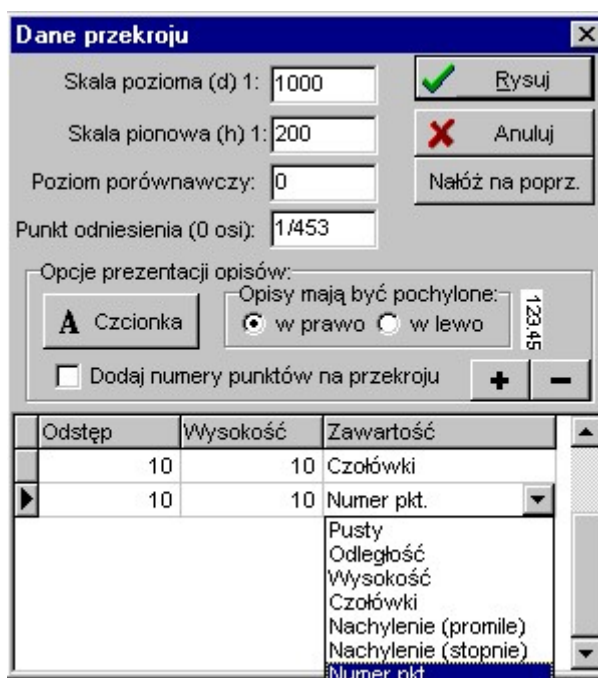 Dane przekroju
Skala pozioma (d) 1: 1000
Rysuj
Skala pionowa (h) 1: 200
Anuluj
Poziom porównawczy: 0
Nałóż na poprz.
Punkt odniesienia (0 osi): 1/453
Opcje prezentacji opisów:
A Czcionka
Opisy mają być pochylone:
w prawo w lewo
123.45
Dodaj numery punktów na przekroju
+ −
Odstęp Wysokość Zawartość
10 10 Czołówki
10 10 Numer pkt.
Pusty
Odległość
Wysokość
Czołówki
Nachylenie (promile)
Nachylenie (stopnie)
Numer pkt.